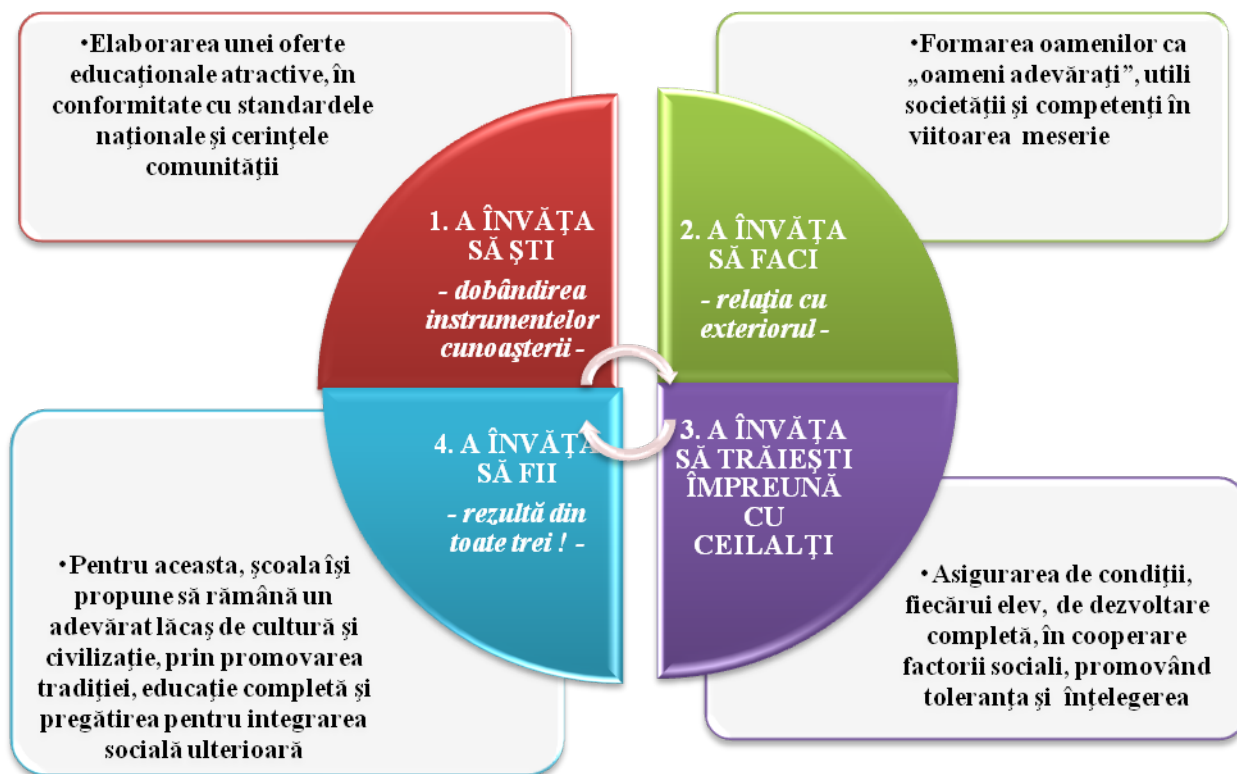 •Elaborarea unei oferte
educaţionale atractive, în
conformitate cu standardele
naţionale şi cerinţele
comunităţii
•Formarea oamenilor ca
„oameni adevăraţi”, utili
societăţii şi competenţi în
viitoarea meserie
1. A ÎNVĂŢA
SĂ ŞTI
- dobândirea
instrumentelor
cunoaşterii -
2. A ÎNVĂŢA
SĂ FACI
- relaţia cu
exteriorul -
3. A ÎNVĂŢA
SĂ TRĂIEŞTI
ÎMPREUNĂ
CU
CEILALŢI
4. A ÎNVĂŢA
SĂ FII
- rezultă din
toate trei ! -
•Pentru aceasta, şcoala îşi
propune să rămână un
adevărat lăcaş de cultură şi
civilizaţie, prin promovarea
tradiţiei, educaţie completă şi
pregătirea pentru integrarea
socială ulterioară
•Asigurarea de condiţii,
fiecărui elev, de dezvoltare
completă, în cooperare
factorii sociali, promovând
toleranţa şi înţelegerea